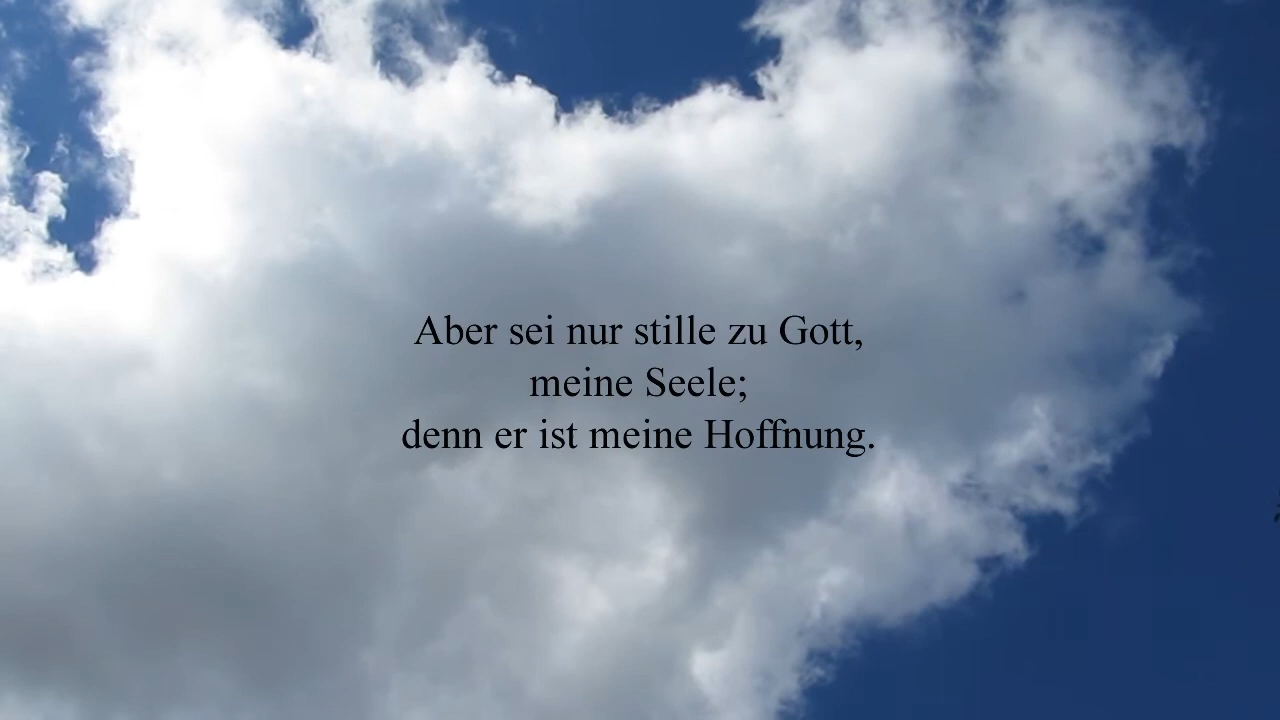 Aber sei nur stille zu Gott,
meine Seele;
denn er ist meine Hoffnung.